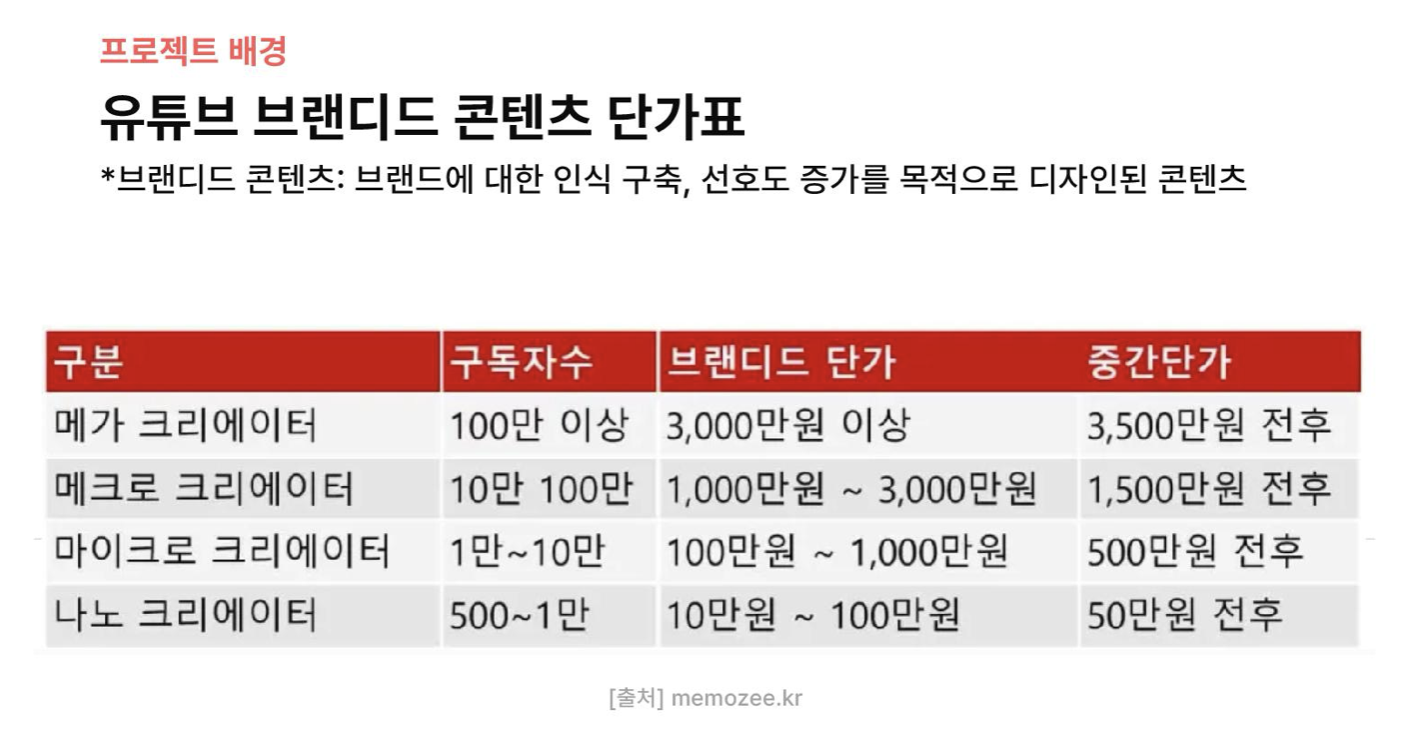 프로젝트 배경
유튜브 브랜디드 콘텐츠 단가표
*브랜디드 콘텐츠: 브랜드에 대한 인식 구축, 선호도 증가를 목적으로 디자인된 콘텐츠
구분 구독자수 브랜디드 단가 중간단가
메가 크리에이터 100만 이상 3,000만원 이상 3,500만원 전후
메크로 크리에이터 10만 100만 1,000만원 ~ 3,000만원 1,500만원 전후
마이크로 크리에이터 1만~10만 100만원 ~ 1,000만원 500만원 전후
나노 크리에이터 500~1만 10만원 ~ 100만원 50만원 전후
[출처] memozee.kr